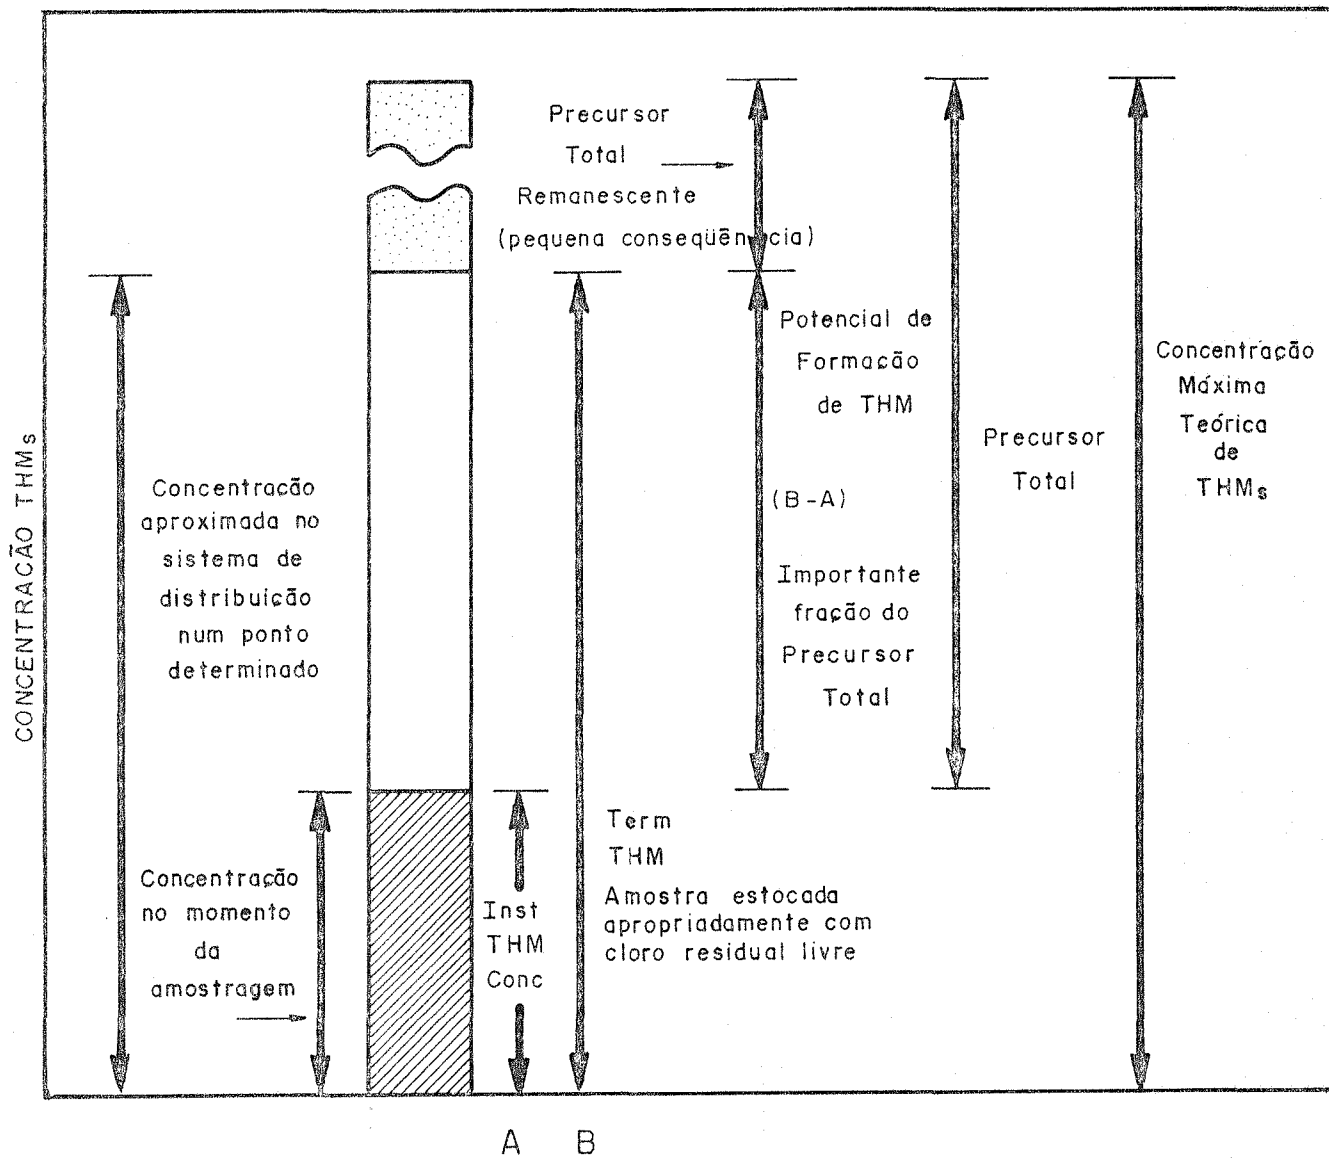 CONCENTRAÇÃO THMs
Precursor
Total
Remanescente
(pequena conseqüência)
Potencial de
Formação
de THM
(B-A)
Importante
fração do
Precursor
Total
Precursor
Total
Concentração
Máxima
Teórica
de
THMs
Concentração
aproximada no
sistema de
distribuição
num ponto
determinado
Concentração
no momento
da
amostragem
Inst
THM
Conc
Term
THM
Amostra estocada
apropriadamente com
cloro residual livre
A
B